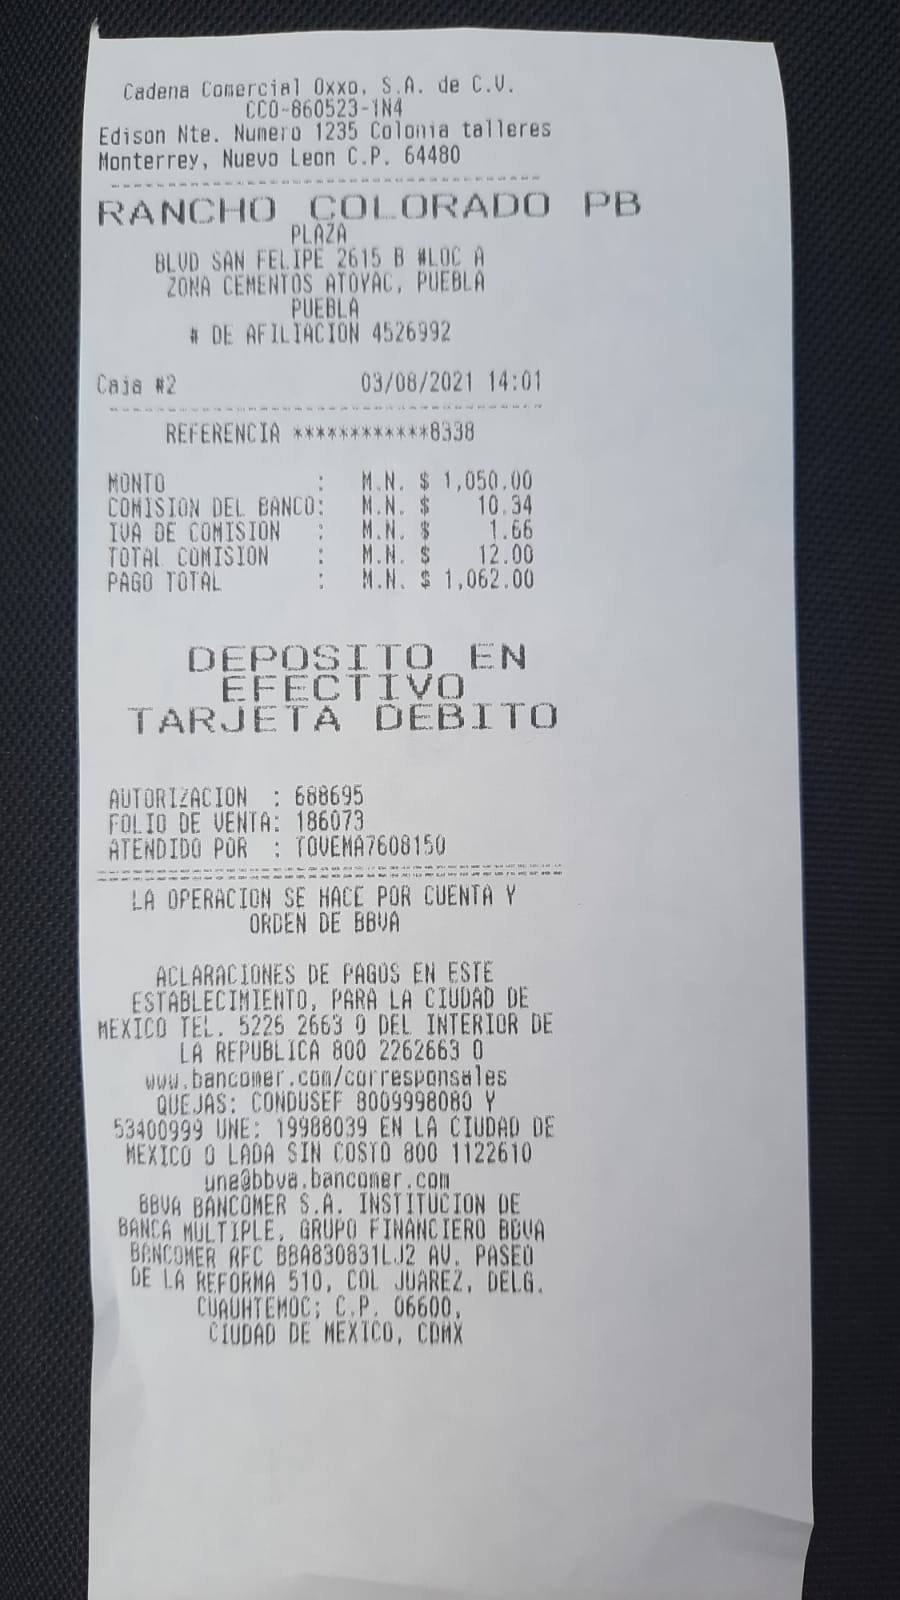 Cadena Comercial Oxxo, S.A. de C.V.
CCO-860523-1N4
Edison Nte. Numero 1235 Colonia talleres
Monterrey, Nuevo Leon C.P. 64480
RANCHO COLORADO PB
PLAZA
BLVD SAN FELIPE 2615 B #LOC A
ZONA CEMENTOS ATOYAC, PUEBLA
PUEBLA
# DE AFILIACION 4526992
Caja #2 03/08/2021 14:01
REFERENCIA ************8338
MONTO : M.N. $ 1,050.00
COMISION DEL BANCO: M.N. $ 10.34
IVA DE COMISION : M.N. $ 1.66
TOTAL COMISION : M.N. $ 12.00
PAGO TOTAL : M.N. $ 1,062.00
DEPOSITO EN
EFECTIVO
TARJETA DEBITO
AUTORIZACION : 688695
FOLIO DE VENTA: 186073
ATENDIDO POR : TOVEMA7608150
LA OPERACION SE HACE POR CUENTA Y
ORDEN DE BBVA
ACLARACIONES DE PAGOS EN ESTE
ESTABLECIMIENTO, PARA LA CIUDAD DE
MEXICO TEL. 5226 2663 O DEL INTERIOR DE
LA REPUBLICA 800 2262663 O
www.bancomer.com/corresponsales
QUEJAS: CONDUSEF 8009998080 Y
53400999 UNE: 19988039 EN LA CIUDAD DE
MEXICO O LADA SIN COSTO 800 1122610
une@bbva.bancomer.com
BBVA BANCOMER S.A. INSTITUCION DE
BANCA MULTIPLE, GRUPO FINANCIERO BBVA
BANCOMER RFC BBA830831LJ2 AV. PASEO
DE LA REFORMA 510, COL JUAREZ, DELG.
CUAUHTEMOC; C.P. 06600,
CIUDAD DE MEXICO, CDMX